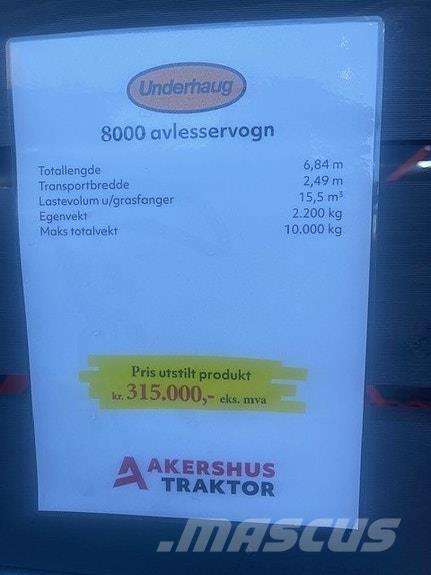 Underhaug
8000 avlesservogn
Totallengde 6,84 m
Transportbredde 2,49 m
Lastevolum u/grasfanger 15,5 m³
Egenvekt 2.200 kg
Maks totalvekt 10.000 kg
Pris utstilt produkt
kr. 315.000,- eks. mva
AKERSHUS
TRAKTOR
mascus